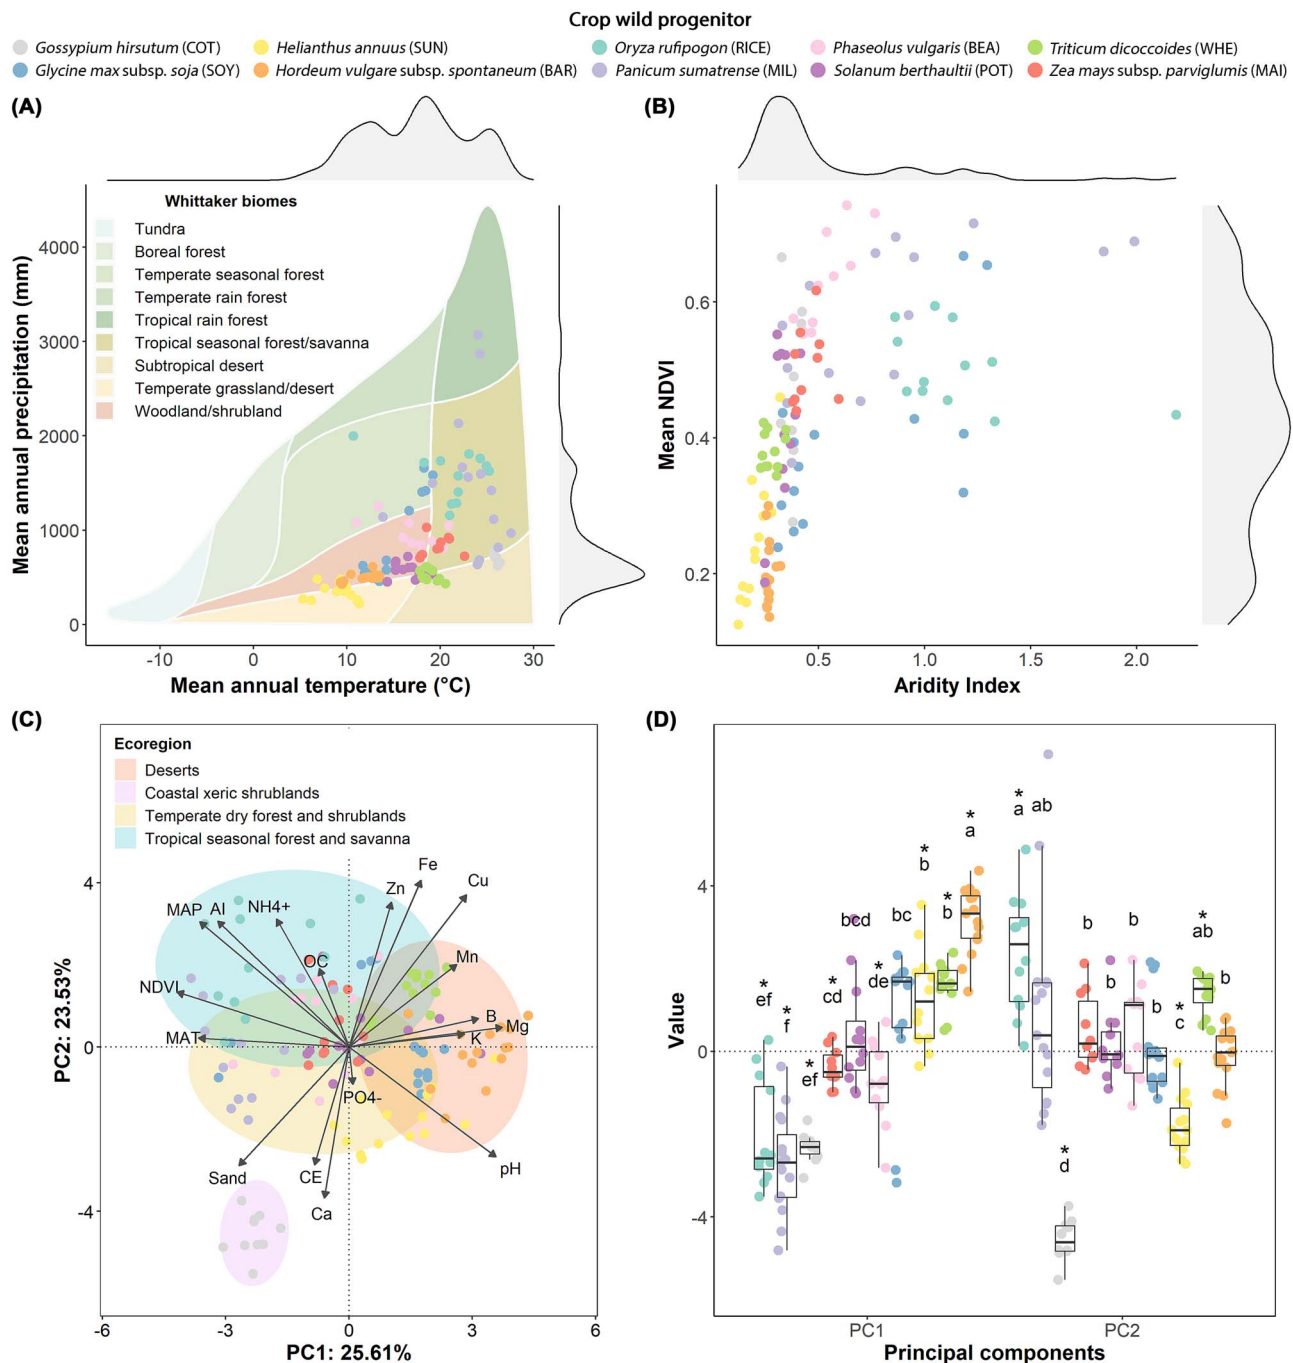 Crop wild progenitor
Gossypium hirsutum (COT)
Helianthus annuus (SUN)
Oryza rufipogon (RICE)
Phaseolus vulgaris (BEA)
Triticum dicoccoides (WHE)
Glycine max subsp. soja (SOY)
Hordeum vulgare subsp. spontaneum (BAR)
Panicum sumatrense (MIL)
Solanum berthaultii (POT)
Zea mays subsp. parviglumis (MAI)
(A)
Whittaker biomes
Tundra
Boreal forest
Temperate seasonal forest
Temperate rain forest
Tropical rain forest
Tropical seasonal forest/savanna
Subtropical desert
Temperate grassland/desert
Woodland/shrubland
Mean annual precipitation (mm)
4000
3000
2000
1000
0
-10
0
10
20
30
Mean annual temperature (°C)
(B)
Mean NDVI
0.6
0.4
0.2
0.5
1.0
1.5
2.0
Aridity Index
(C)
Ecoregion
Deserts
Coastal xeric shrublands
Temperate dry forest and shrublands
Tropical seasonal forest and savanna
PC2: 23.53%
4
0
-4
Fe
Zn
Cu
MAP
AI
NH4+
OC
Mn
NDVI
B
Mg
MAT
K
PO4-
Sand
CE
pH
Ca
-6
-3
0
3
6
PC1: 25.61%
(D)
Value
4
0
-4
*
ef
*
f
*
ef
*
cd
bcd
*
de
bc
*
b
*
b
*
a
*
a
ab
*
d
b
b
b
b
*
c
*
ab
b
PC1
PC2
Principal components